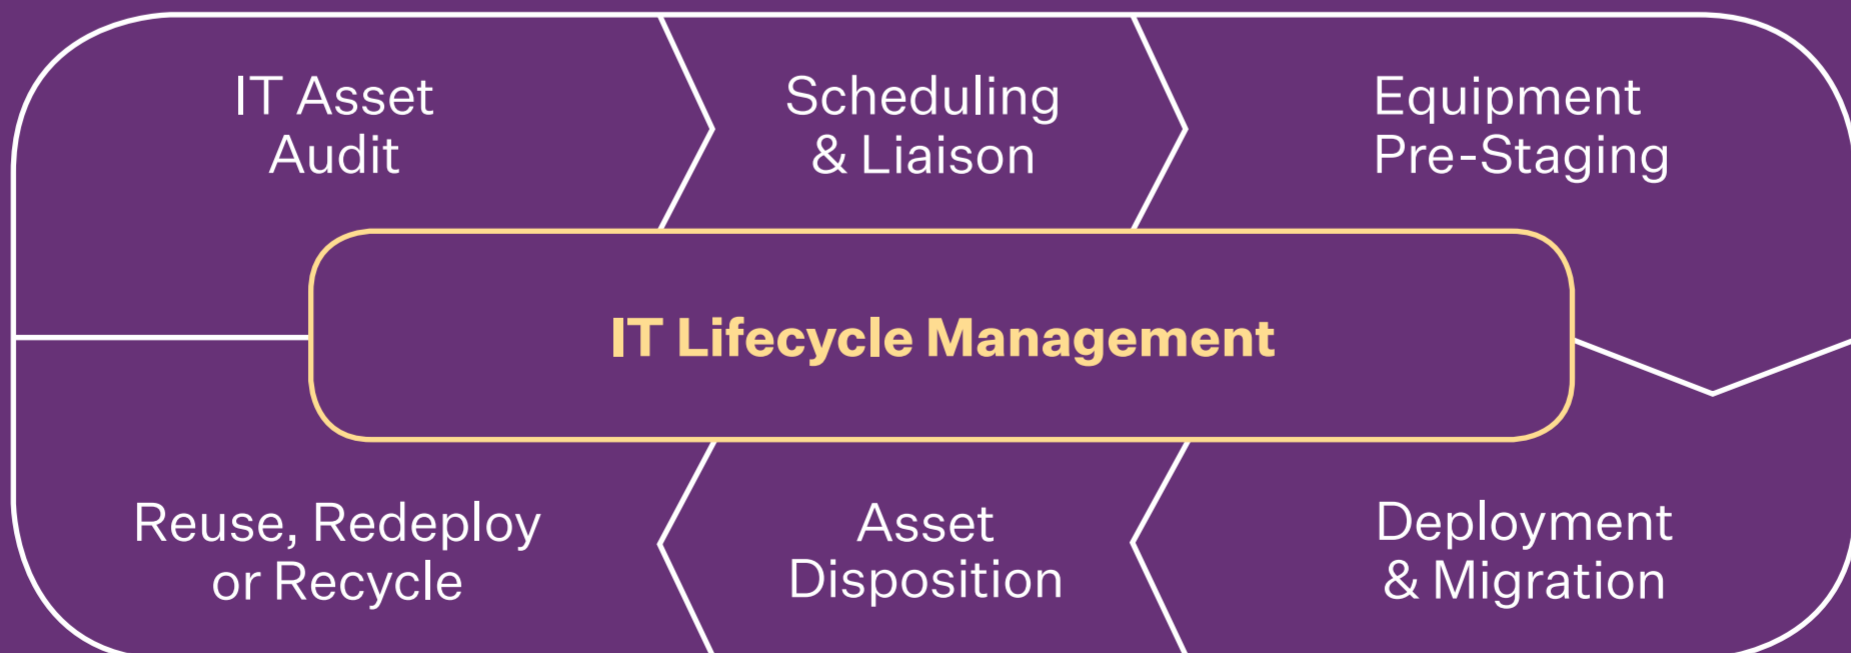 IT Asset
Audit
Scheduling
& Liaison
Equipment
Pre-Staging
IT Lifecycle Management
Reuse, Redeploy
or Recycle
Asset
Disposition
Deployment
& Migration